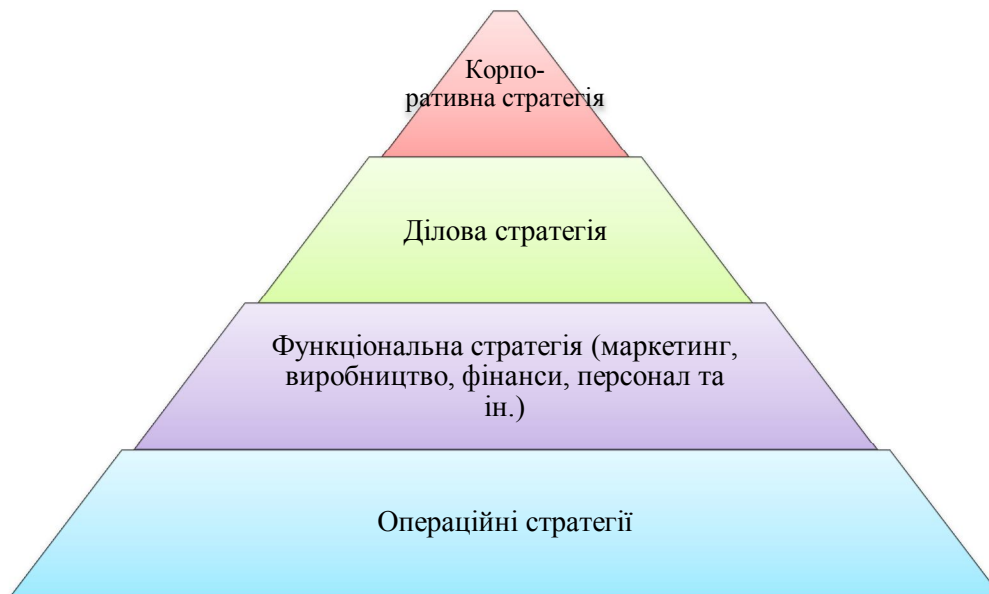 Корпо-
ративна стратегія
Ділова стратегія
Функціональна стратегія (маркетинг,
виробництво, фінанси, персонал та
ін.)
Операційні стратегії